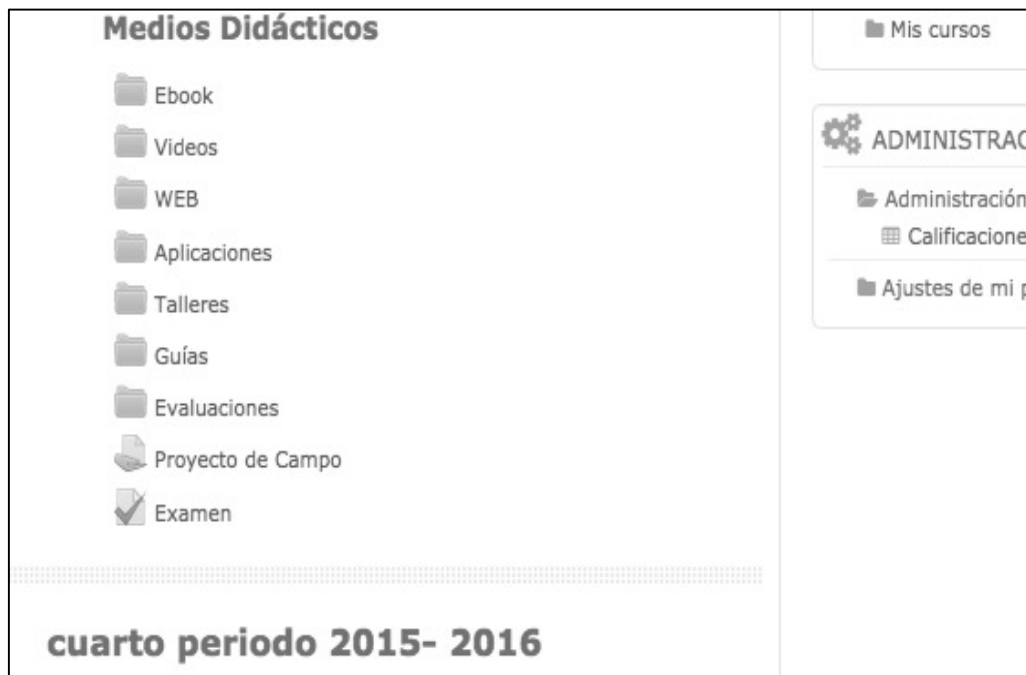 Medios Didácticos
Ebook
Videos
WEB
Aplicaciones
Talleres
Guías
Evaluaciones
Proyecto de Campo
Examen
cuarto periodo 2015- 2016
Mis cursos
ADMINISTRAC
Administración
Calificacione
Ajustes de mi p